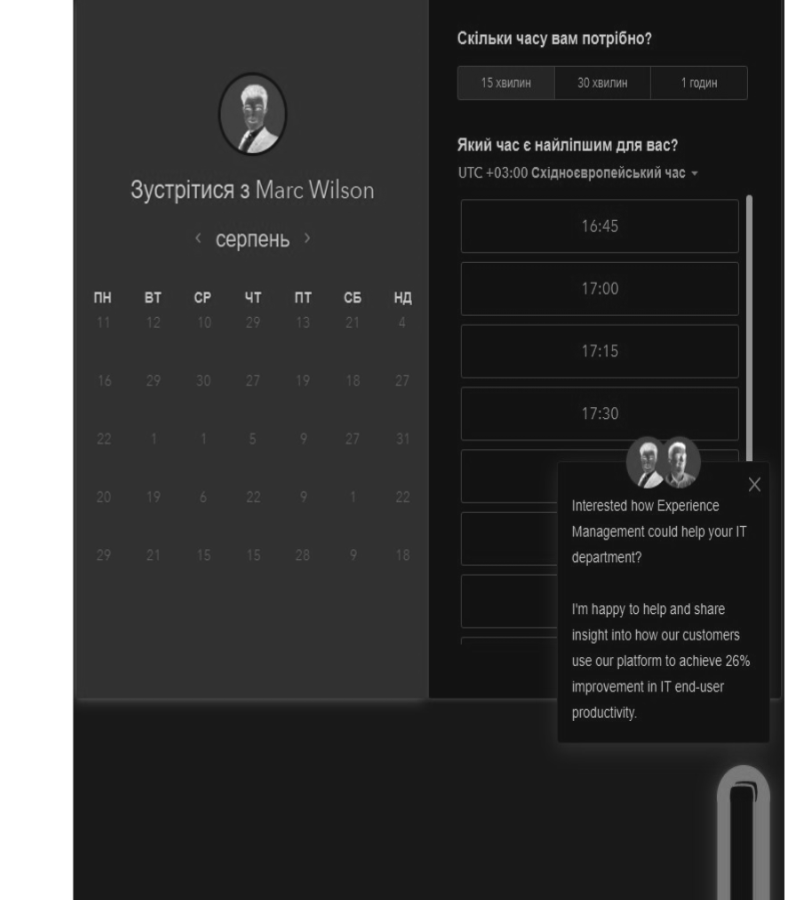 Зустрітися з Marc Wilson
‹ серпень ›
ПН ВТ СР ЧТ ПТ СБ НД
11 12 10 29 13 21 4
16 29 30 27 19 18 27
22 1 1 5 9 27 31
20 19 6 22 9 1 22
29 21 15 15 28 9 18
Скільки часу вам потрібно?
15 хвилин 30 хвилин 1 годин
Який час є найліпшим для вас?
UTC +03:00 Східноєвропейський час
16:45
17:00
17:15
17:30
Interested how Experience
Management could help your IT
department?
I'm happy to help and share
insight into how our customers
use our platform to achieve 26%
improvement in IT end-user
productivity.